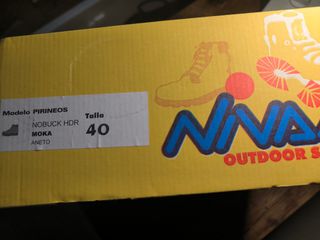 Modelo PIRINEOS Talla
NOBUCK HDR 40
MOKA
ANETO
OUTDOOR